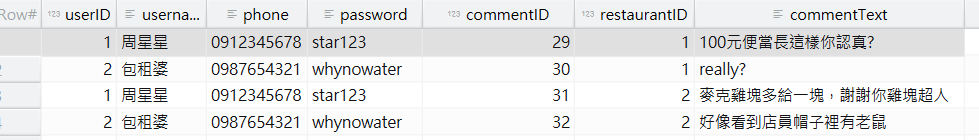 Row# 123 userID userna... phone password 123 commentID 123 restaurantID commentText
1 周星星 0912345678 star123 29 1 100元便當長這樣你認真?
2 2 包租婆 0987654321 whynowater 30 1 really?
3 1 周星星 0912345678 star123 31 2 麥克雞塊多給一塊，謝謝你雞塊超人
4 2 包租婆 0987654321 whynowater 32 2 好像看到店員帽子裡有老鼠